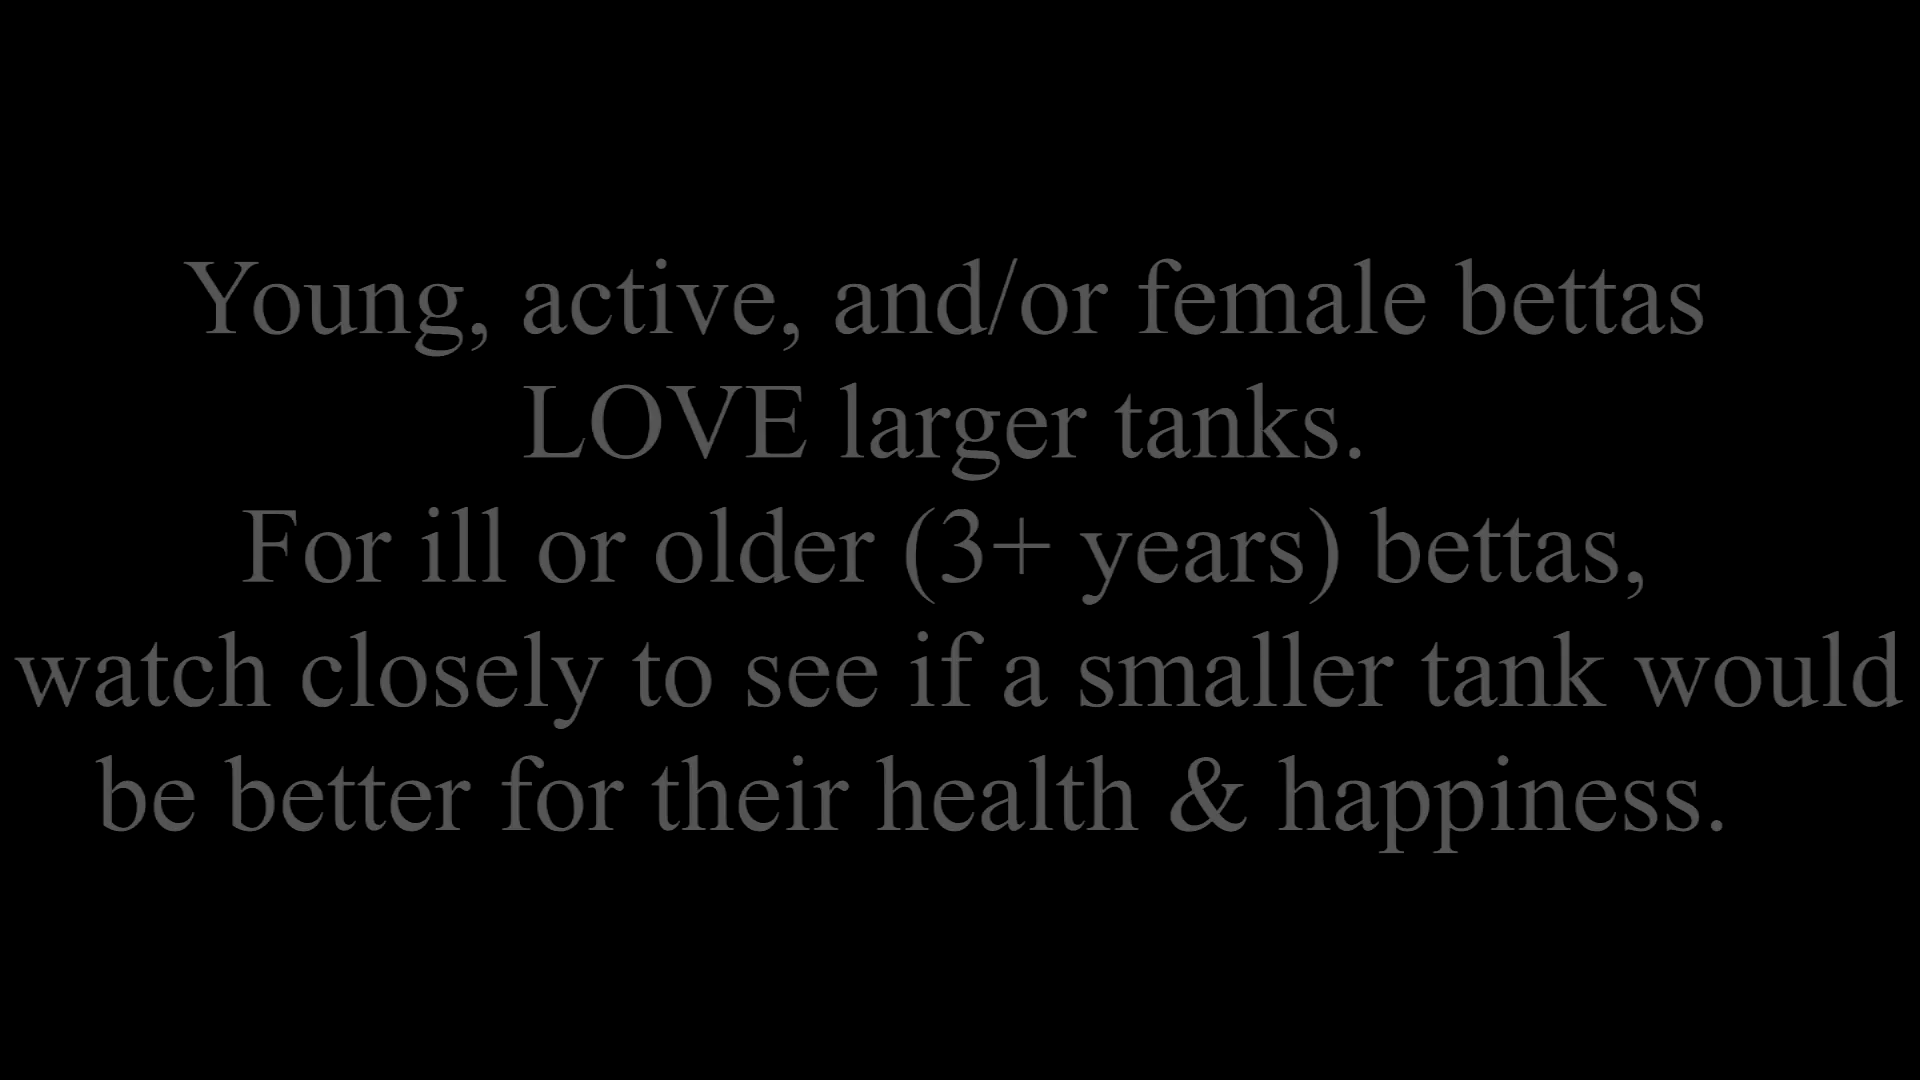 Young, active, and/or female bettas
LOVE larger tanks.
For ill or older (3+ years) bettas,
watch closely to see if a smaller tank would
be better for their health & happiness.